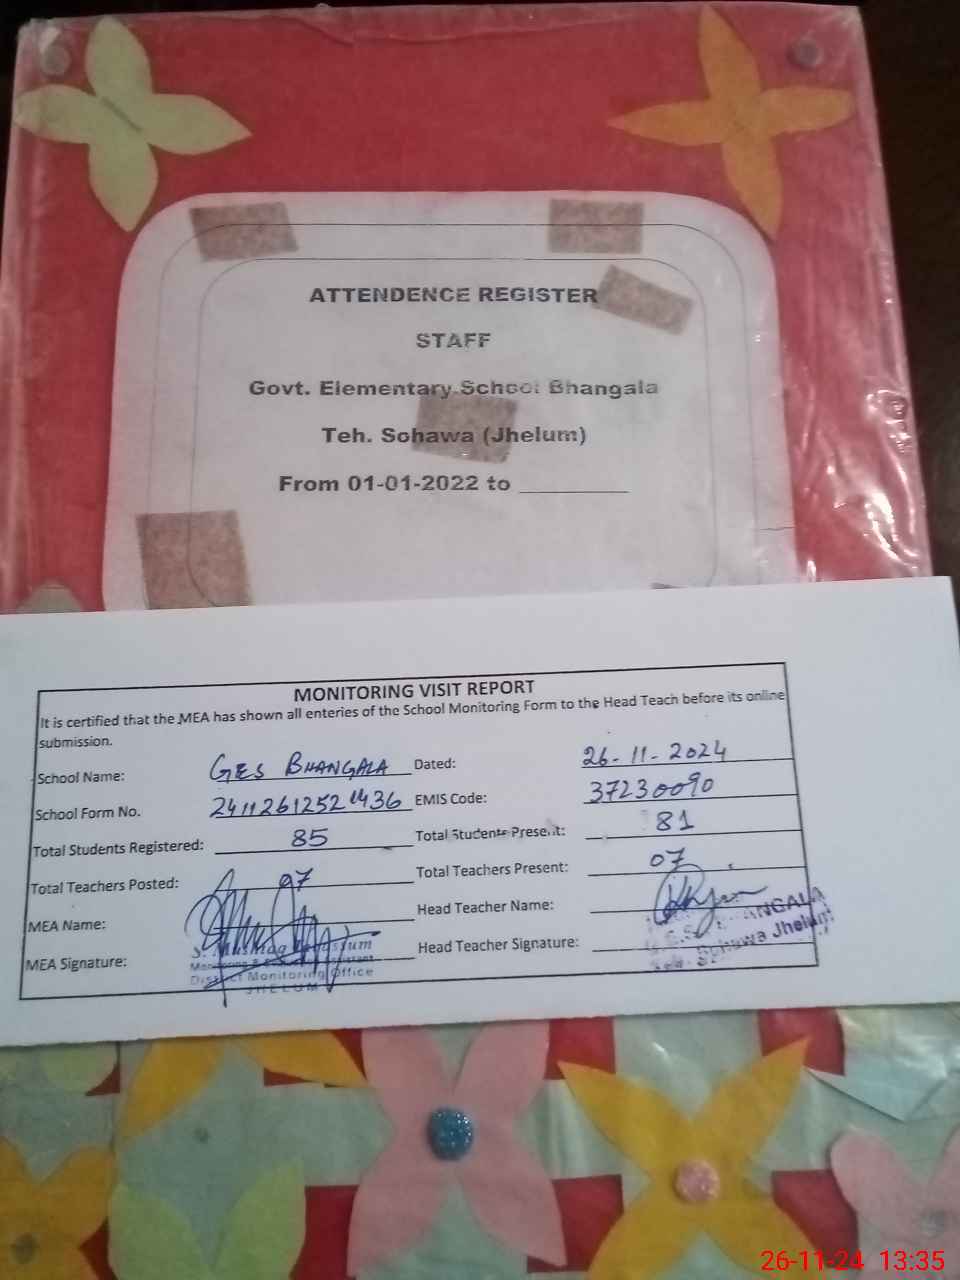 ATTENDENCE REGISTER
STAFF
Govt. Elementary School Bhangala
Teh. Sohawa (Jhelum)
From 01-01-2022 to ________
MONITORING VISIT REPORT
It is certified that the MEA has shown all enteries of the School Monitoring Form to the Head Teach before its online
submission.
School Name: GES BHANGALA Dated: 26-11-2024
School Form No. 24112612521436 EMIS Code: 37230090
Total Students Registered: 85 Total Students Present: 81
Total Teachers Posted: 07 Total Teachers Present: 07
MEA Name: Head Teacher Name:
MEA Signature: Head Teacher Signature:
Monitoring & Assistant
District Monitoring Office
JHELUM
Sohawa Jhelum
26-11-24 13:35